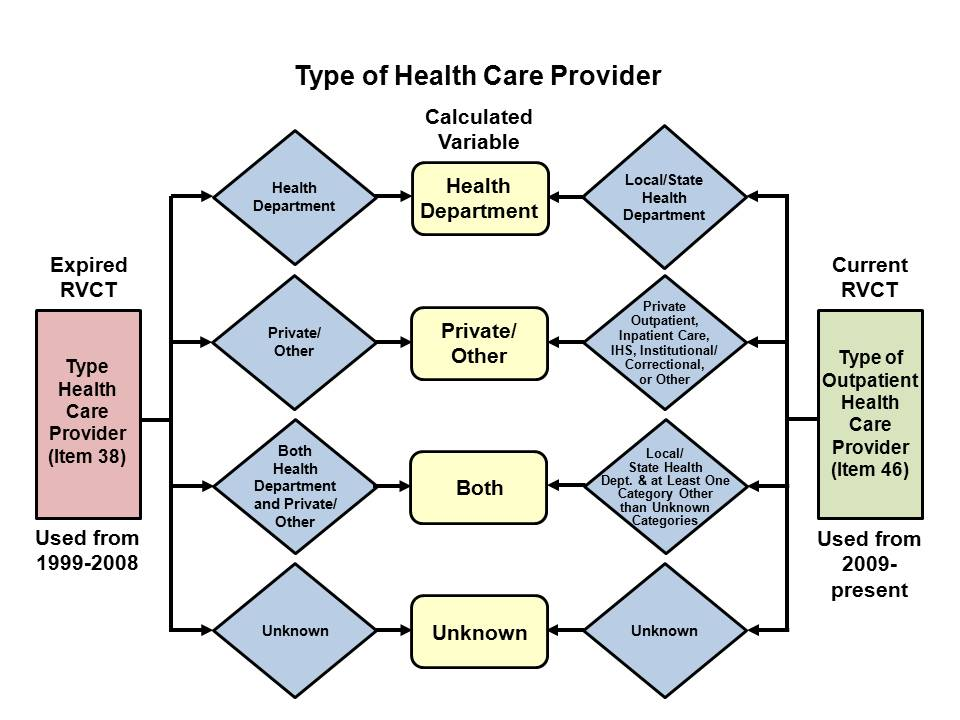 Type of Health Care Provider
Calculated
Variable
Expired
RVCT
Type
Health
Care
Provider
(Item 38)
Used from
1999-2008
Health
Department
Private/
Other
Both
Health
Department
and Private/
Other
Unknown
Health
Department
Private/
Other
Both
Unknown
Local/State
Health
Department
Private
Outpatient,
Inpatient Care,
IHS, Institutional/
Correctional,
or Other
Local/
State Health
Dept. & at Least One
Category Other
than Unknown
Categories
Unknown
Current
RVCT
Type of
Outpatient
Health
Care
Provider
(Item 46)
Used from
2009-
present